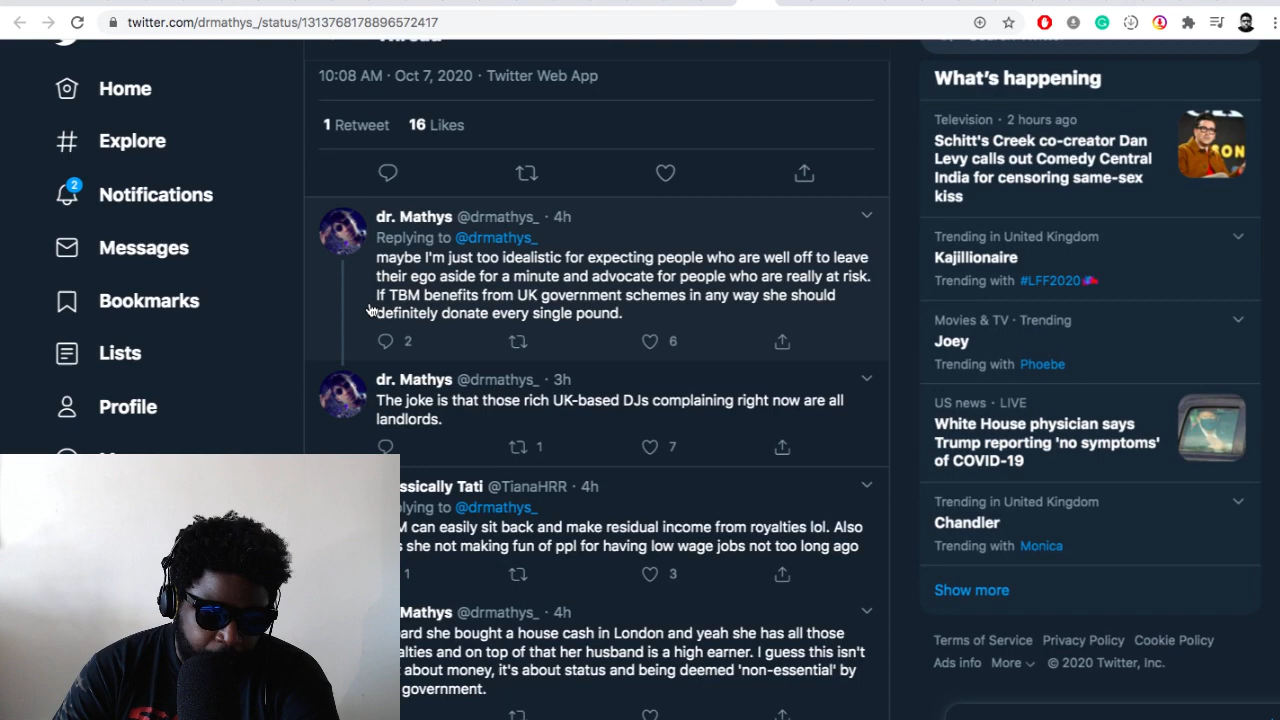 twitter.com/drmathys_/status/1313768178896572417
Home
Explore
2
Notifications
Messages
Bookmarks
Lists
Profile
Thread
10:08 AM · Oct 7, 2020 · Twitter Web App
1 Retweet 16 Likes
dr. Mathys @drmathys_ · 4h
Replying to @drmathys_
maybe I'm just too idealistic for expecting people who are well off to leave
their ego aside for a minute and advocate for people who are really at risk.
If TBM benefits from UK government schemes in any way she should
definitely donate every single pound.
2 6
dr. Mathys @drmathys_ · 3h
The joke is that those rich UK-based DJs complaining right now are all
landlords.
1 7
ssically Tati @TianaHRR · 4h
lying to @drmathys_
M can easily sit back and make residual income from royalties lol. Also
s she not making fun of ppl for having low wage jobs not too long ago
1 3
Mathys @drmathys_ · 4h
ard she bought a house cash in London and yeah she has all those
alties and on top of that her husband is a high earner. I guess this isn't
about money, it's about status and being deemed 'non-essential' by
government.
What's happening
Television · 2 hours ago
Schitt's Creek co-creator Dan
Levy calls out Comedy Central
India for censoring same-sex
kiss
Trending in United Kingdom
Kajillionaire
Trending with #LFF2020
Movies & TV · Trending
Joey
Trending with Phoebe
US news · LIVE
White House physician says
Trump reporting 'no symptoms'
of COVID-19
Trending in United Kingdom
Chandler
Trending with Monica
Show more
Terms of Service Privacy Policy Cookie Policy
Ads info More © 2020 Twitter, Inc.